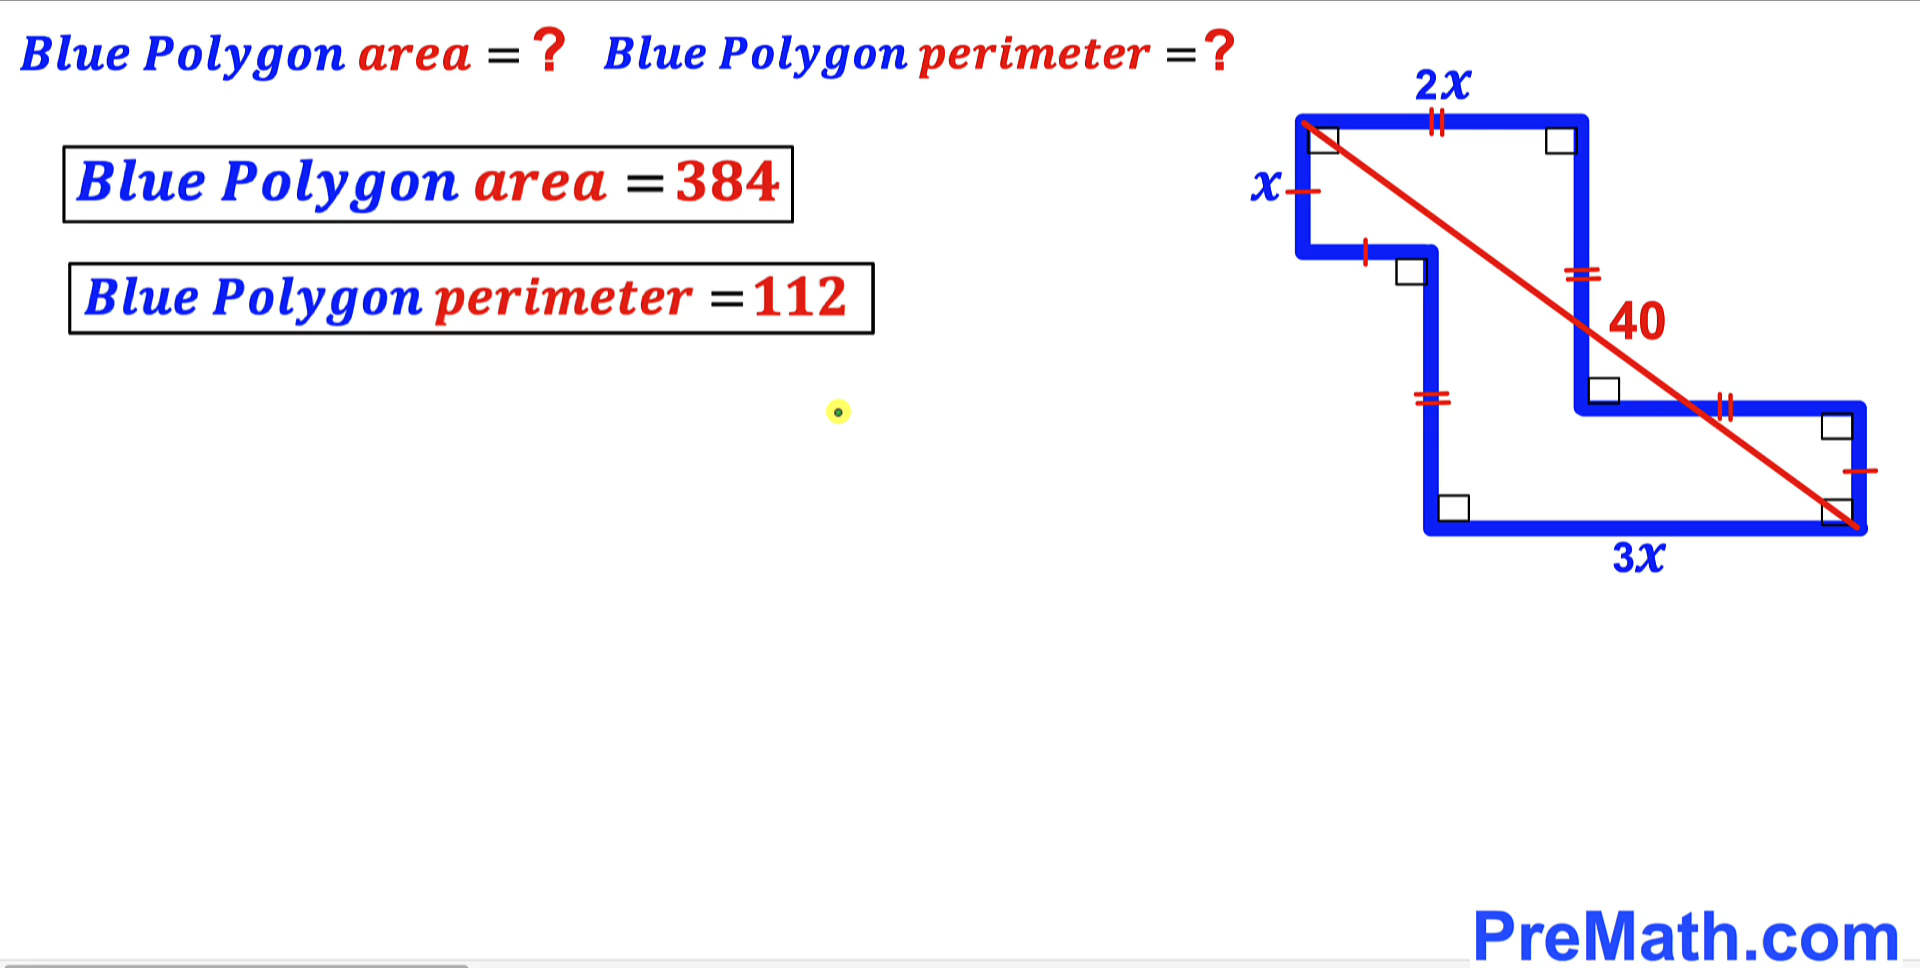 Blue Polygon area = ? Blue Polygon perimeter = ?
2x
Blue Polygon area = 384
x
Blue Polygon perimeter = 112
40
3x
PreMath.com